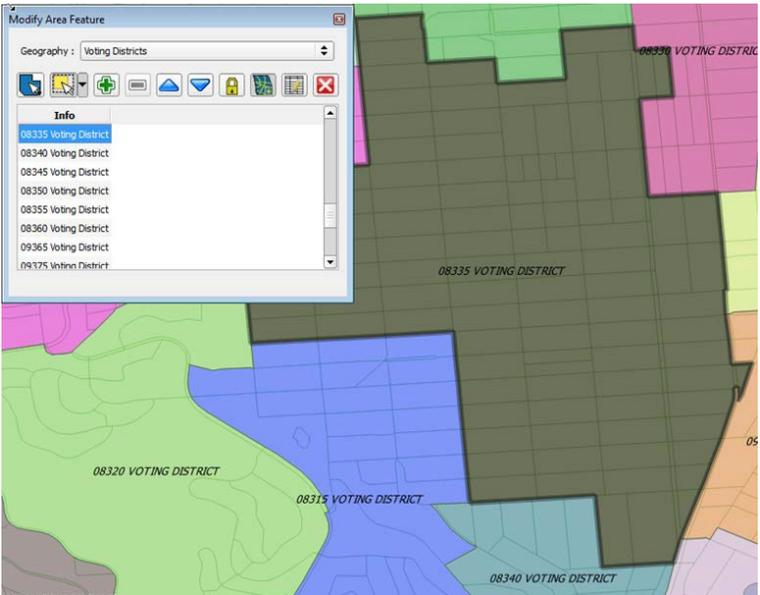 Modify Area Feature
Geography : Voting Districts
Info
08335 Voting District
08340 Voting District
08345 Voting District
08350 Voting District
08355 Voting District
08360 Voting District
09365 Voting District
09375 Voting District
08330 VOTING DISTRIC
08335 VOTING DISTRICT
09
08320 VOTING DISTRICT
08315 VOTING DISTRICT
08340 VOTING DISTRICT